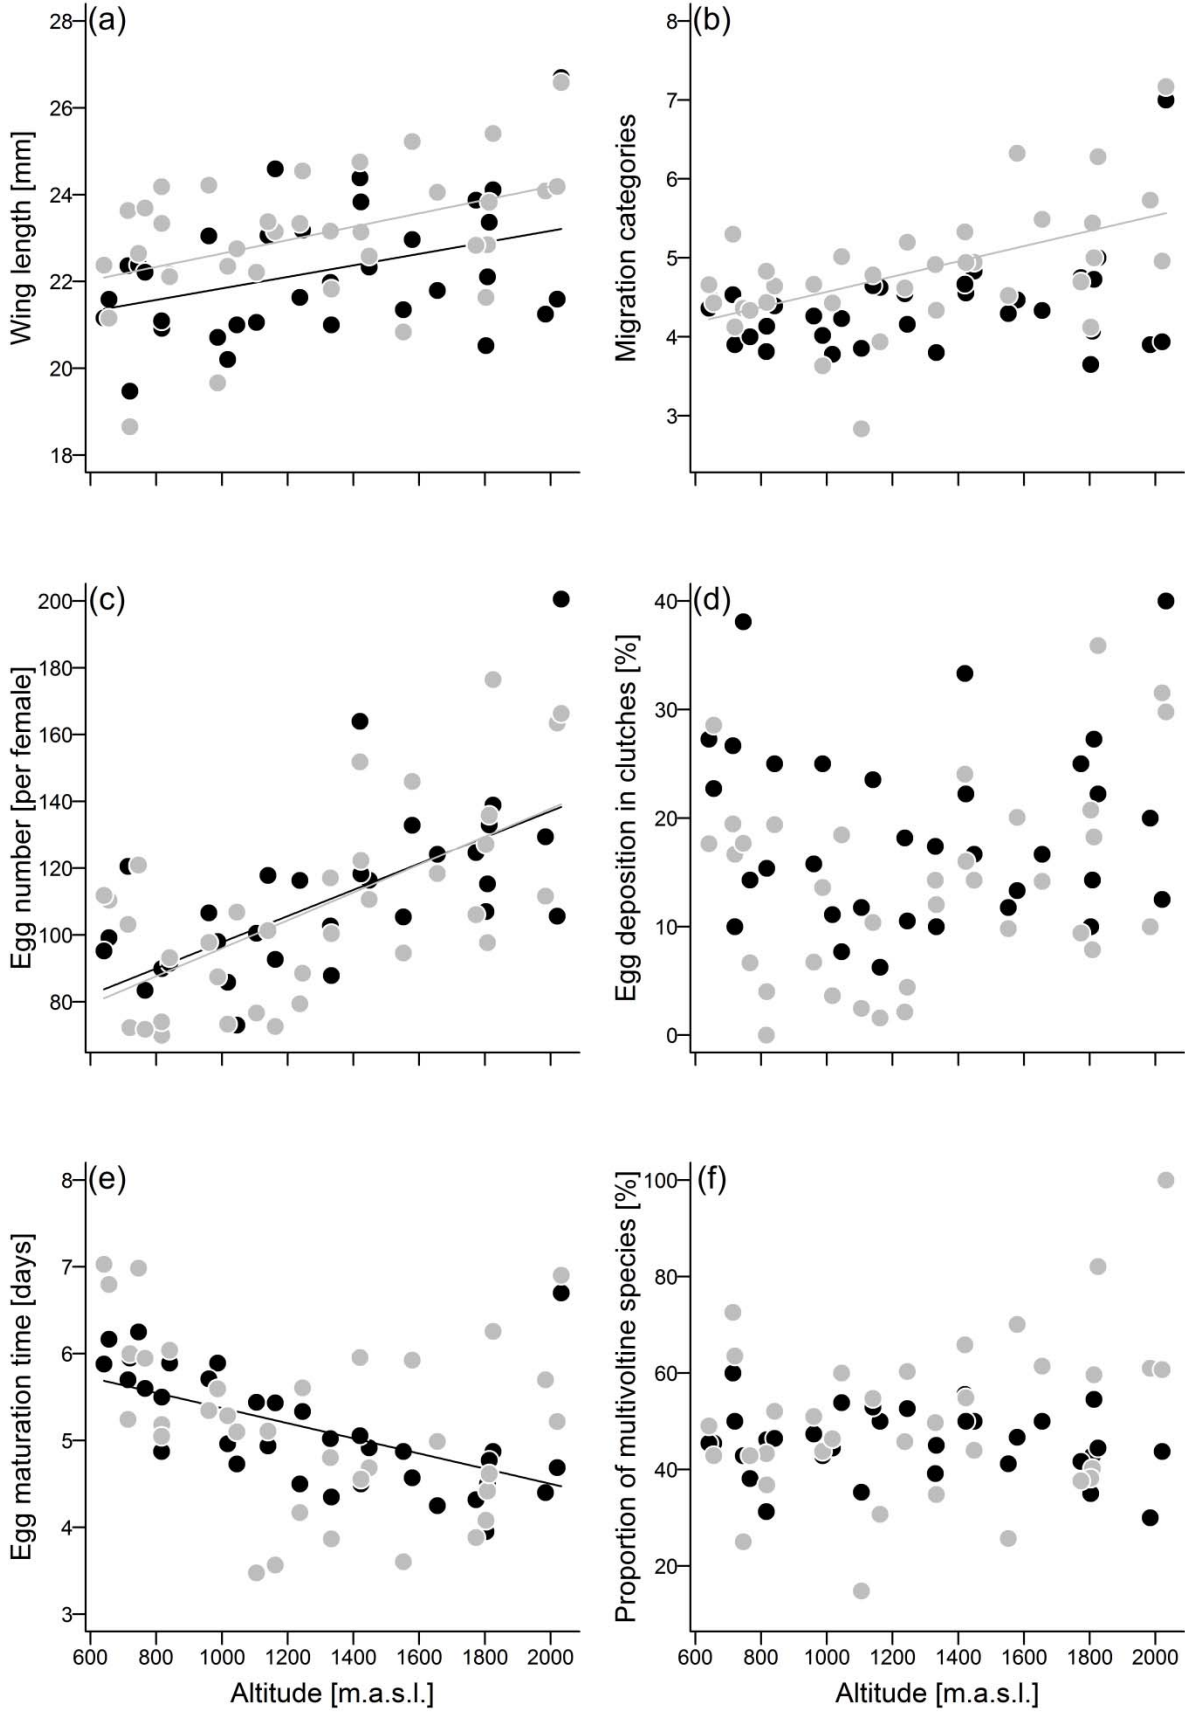 (a)
28
26
24
22
20
18
Wing length [mm]
(b)
8
7
6
5
4
3
Migration categories
(c)
200
180
160
140
120
100
80
Egg number [per female]
(d)
40
30
20
10
0
Egg deposition in clutches [%]
(e)
8
7
6
5
4
3
Egg maturation time [days]
600 800 1000 1200 1400 1600 1800 2000
Altitude [m.a.s.l.]
(f)
100
80
60
40
20
Proportion of multivoltine species [%]
600 800 1000 1200 1400 1600 1800 2000
Altitude [m.a.s.l.]